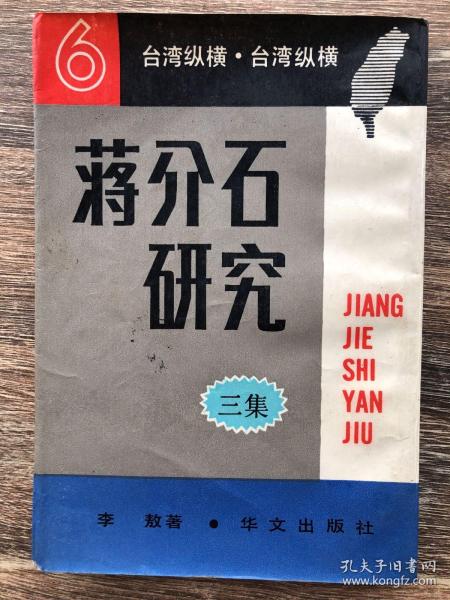 6
台湾纵横·台湾纵横
蒋介石
研究
JIANG
JIE
SHI
YAN
JIU
三集
李 敖著 • 华文出版社
孔夫子旧书网
www.kongfz.com